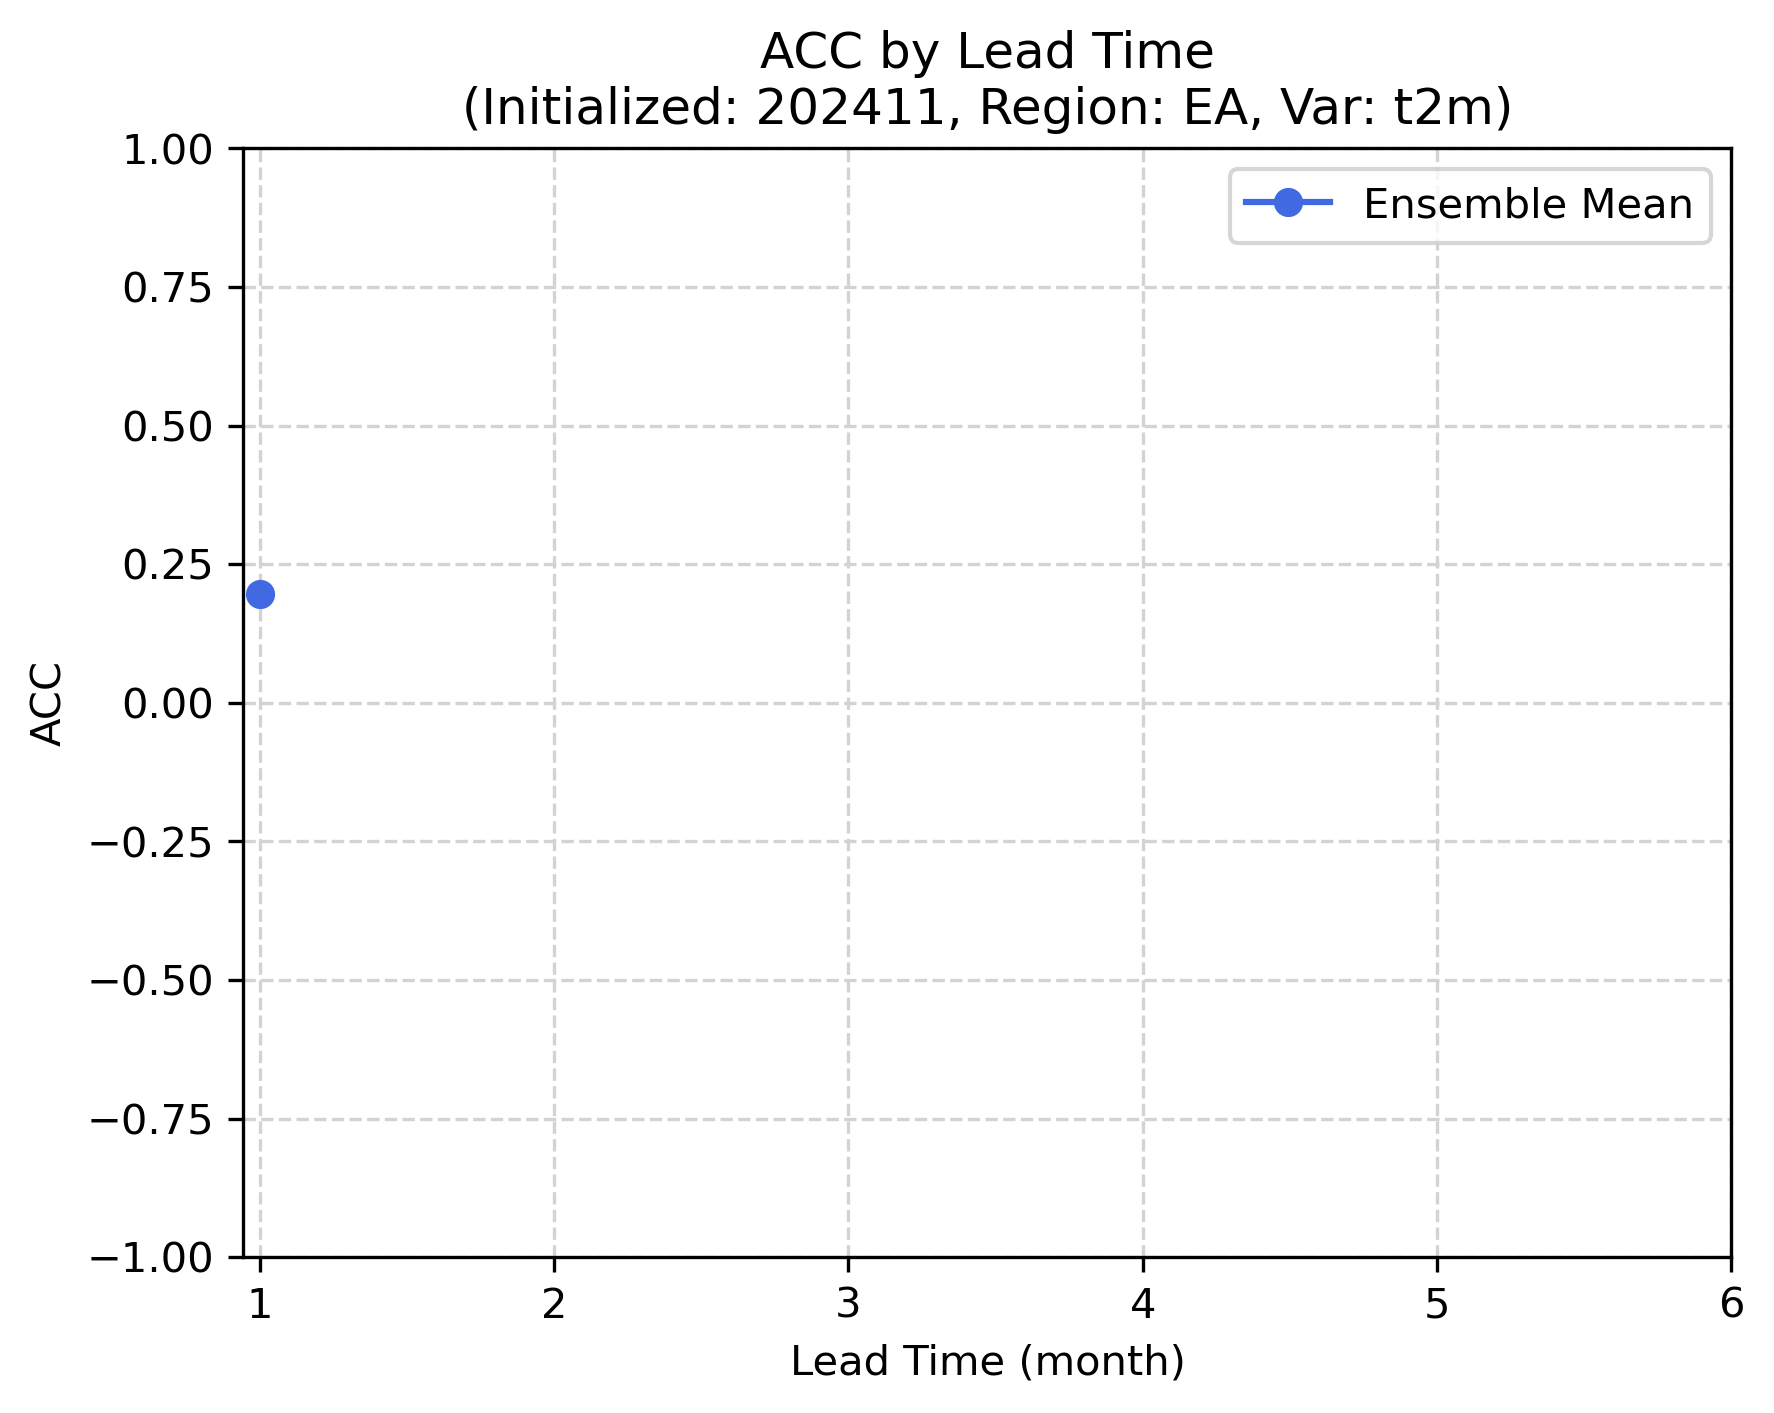 ACC by Lead Time
(Initialized: 202411, Region: EA, Var: t2m)
Ensemble Mean
1.00
0.75
0.50
0.25
0.00
−0.25
−0.50
−0.75
−1.00
ACC
1 2 3 4 5 6
Lead Time (month)